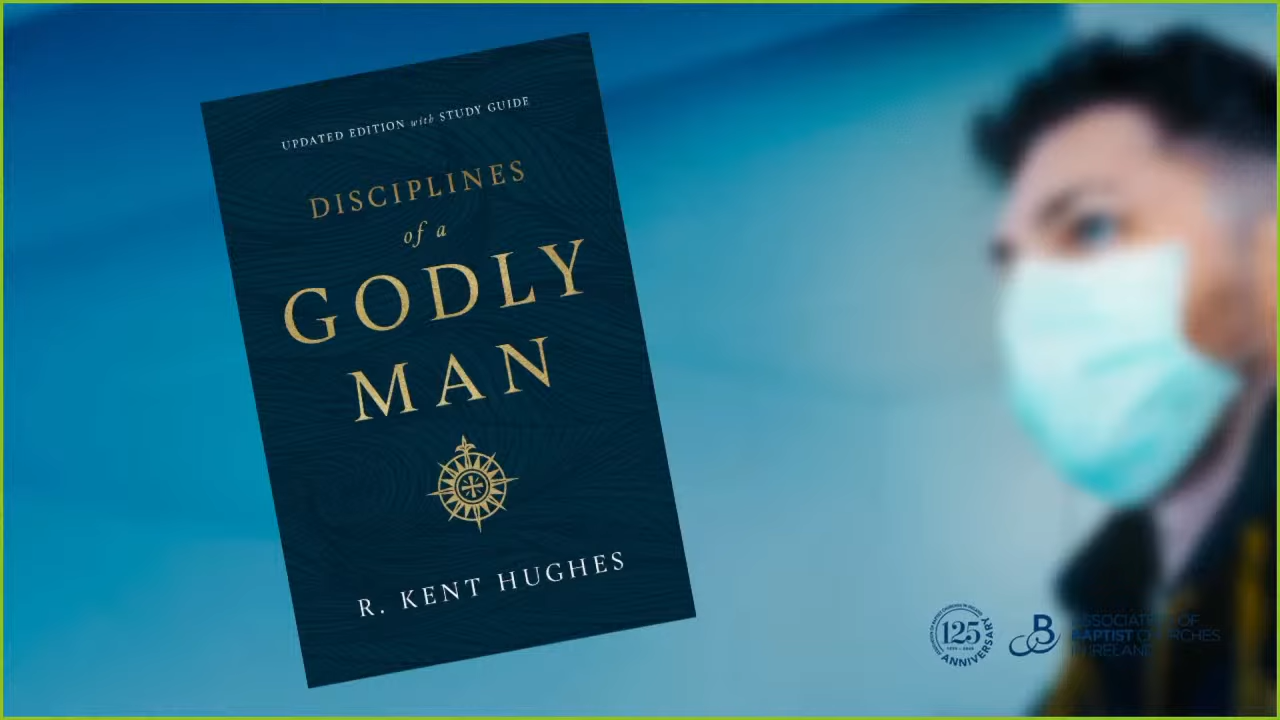 UPDATED EDITION with STUDY GUIDE
DISCIPLINES
of a
GODLY
MAN
R. KENT HUGHES
125
ANNIVERSARY
B
ASSOCIATION OF
BAPTIST CHURCHES
IN IRELAND